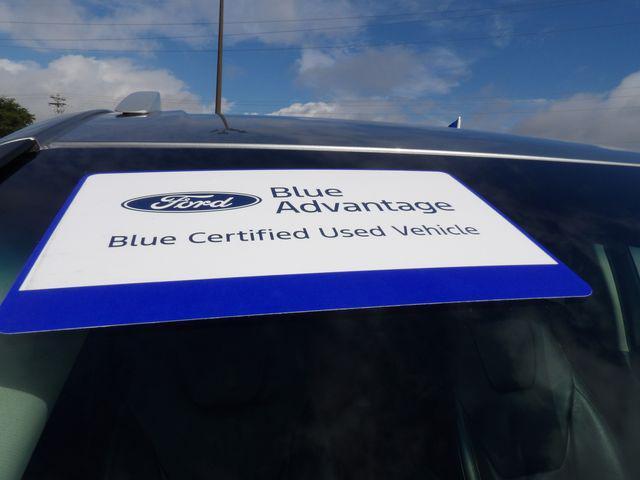 Ford Blue
Advantage
Blue Certified Used Vehicle